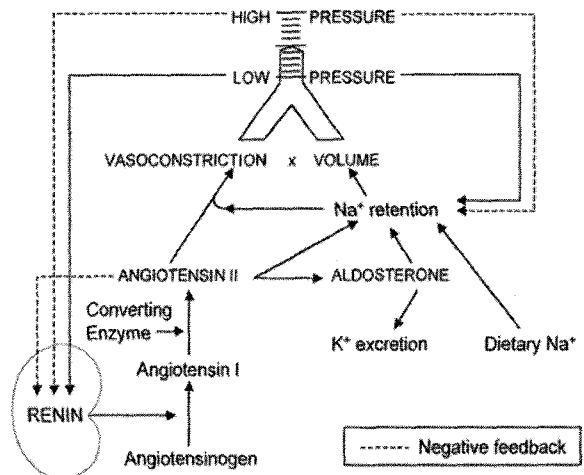 HIGH PRESSURE
LOW PRESSURE
VASOCONSTRICTION x VOLUME
Na⁺ retention
ANGIOTENSIN II ALDOSTERONE
Converting
Enzyme
K⁺ excretion Dietary Na⁺
Angiotensin I
RENIN
Angiotensinogen
Negative feedback